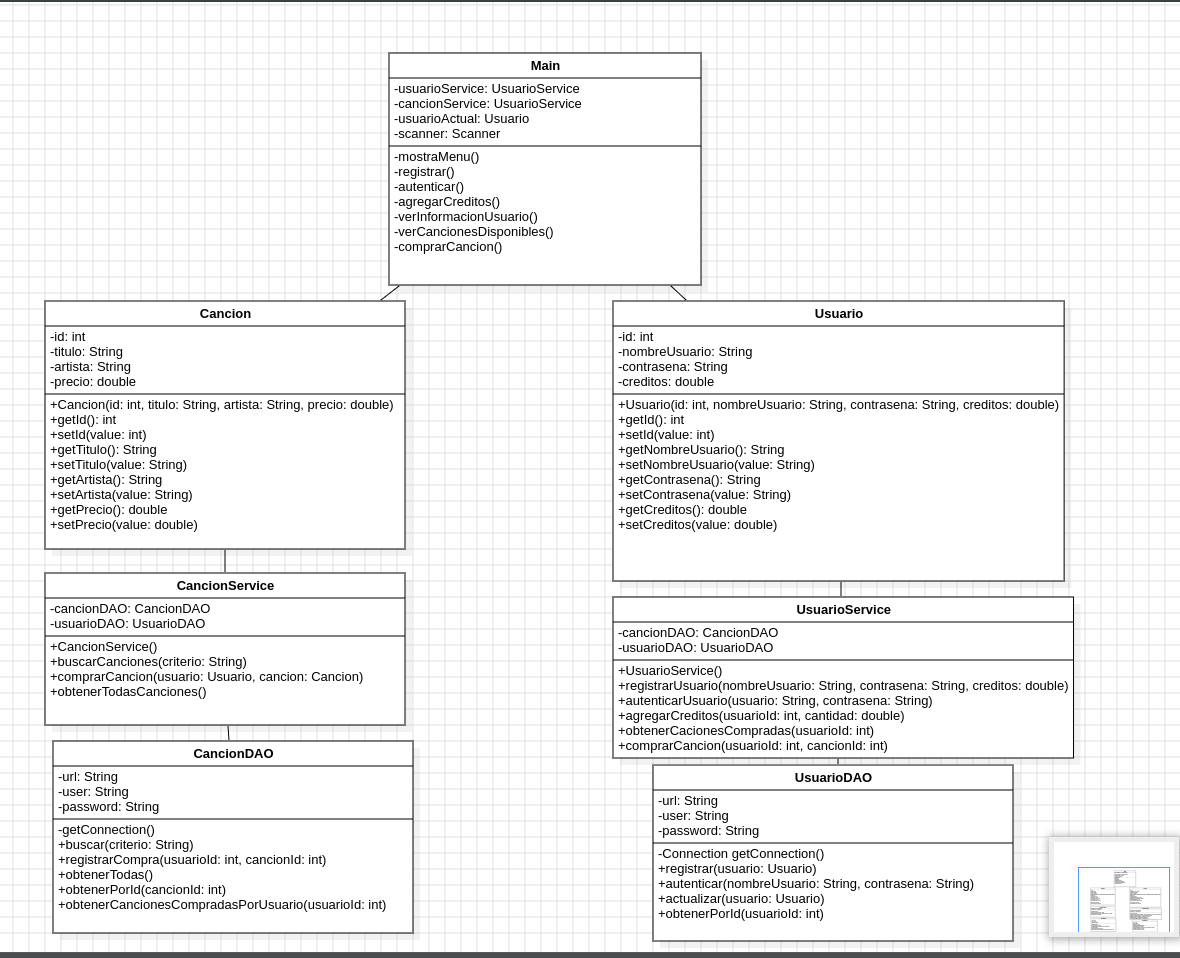 Main
-usuarioService: UsuarioService
-cancionService: UsuarioService
-usuarioActual: Usuario
-scanner: Scanner
-mostraMenu()
-registrar()
-autenticar()
-agregarCreditos()
-verInformacionUsuario()
-verCancionesDisponibles()
-comprarCancion()
Cancion
-id: int
-titulo: String
-artista: String
-precio: double
+Cancion(id: int, titulo: String, artista: String, precio: double)
+getId(): int
+setId(value: int)
+getTitulo(): String
+setTitulo(value: String)
+getArtista(): String
+setArtista(value: String)
+getPrecio(): double
+setPrecio(value: double)
Usuario
-id: int
-nombreUsuario: String
-contrasena: String
-creditos: double
+Usuario(id: int, nombreUsuario: String, contrasena: String, creditos: double)
+getId(): int
+setId(value: int)
+getNombreUsuario(): String
+setNombreUsuario(value: String)
+getContrasena(): String
+setContrasena(value: String)
+getCreditos(): double
+setCreditos(value: double)
CancionService
-cancionDAO: CancionDAO
-usuarioDAO: UsuarioDAO
+CancionService()
+buscarCanciones(criterio: String)
+comprarCancion(usuario: Usuario, cancion: Cancion)
+obtenerTodasCanciones()
UsuarioService
-cancionDAO: CancionDAO
-usuarioDAO: UsuarioDAO
+UsuarioService()
+registrarUsuario(nombreUsuario: String, contrasena: String, creditos: double)
+autenticarUsuario(usuario: String, contrasena: String)
+agregarCreditos(usuarioId: int, cantidad: double)
+obtenerCacionesCompradas(usuarioId: int)
+comprarCancion(usuarioId: int, cancionId: int)
CancionDAO
-url: String
-user: String
-password: String
-getConnection()
+buscar(criterio: String)
+registrarCompra(usuarioId: int, cancionId: int)
+obtenerTodas()
+obtenerPorId(cancionId: int)
+obtenerCancionesCompradasPorUsuario(usuarioId: int)
UsuarioDAO
-url: String
-user: String
-password: String
-Connection getConnection()
+registrar(usuario: Usuario)
+autenticar(nombreUsuario: String, contrasena: String)
+actualizar(usuario: Usuario)
+obtenerPorId(usuarioId: int)